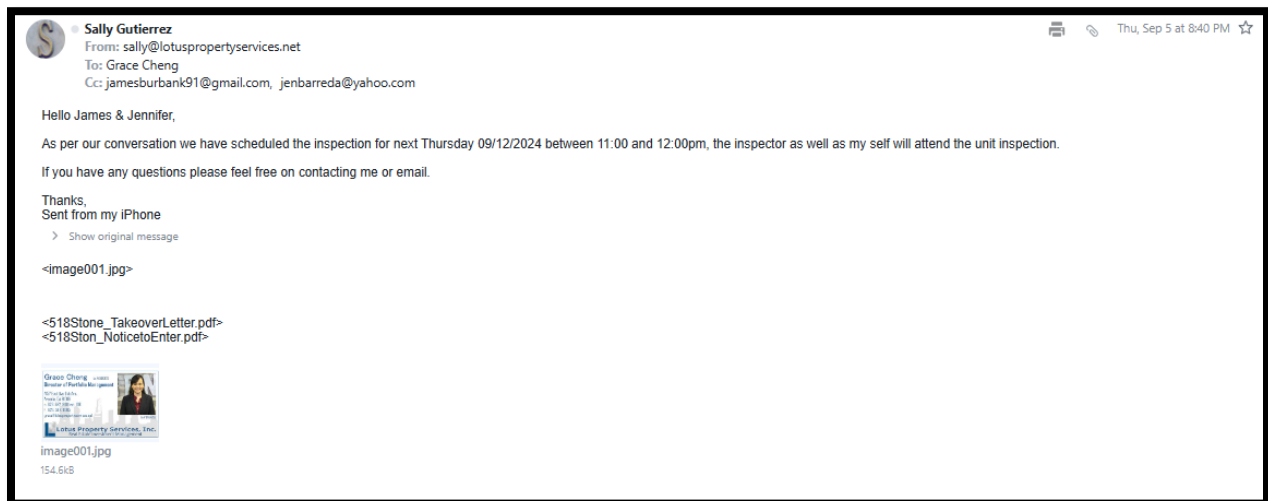 S
Sally Gutierrez
Thu, Sep 5 at 8:40 PM
From: sally@lotuspropertyservices.net
To: Grace Cheng
Cc: jamesburbank91@gmail.com, jenbarreda@yahoo.com
Hello James & Jennifer,
As per our conversation we have scheduled the inspection for next Thursday 09/12/2024 between 11:00 and 12:00pm, the inspector as well as my self will attend the unit inspection.
If you have any questions please feel free on contacting me or email.
Thanks,
Sent from my iPhone
Show original message
<image001.jpg>
<518Stone_TakeoverLetter.pdf>
<518Ston_NoticetoEnter.pdf>
Grace Cheng
Director of Portfolio Management
Lotus Property Services, Inc.
image001.jpg
154.6kB